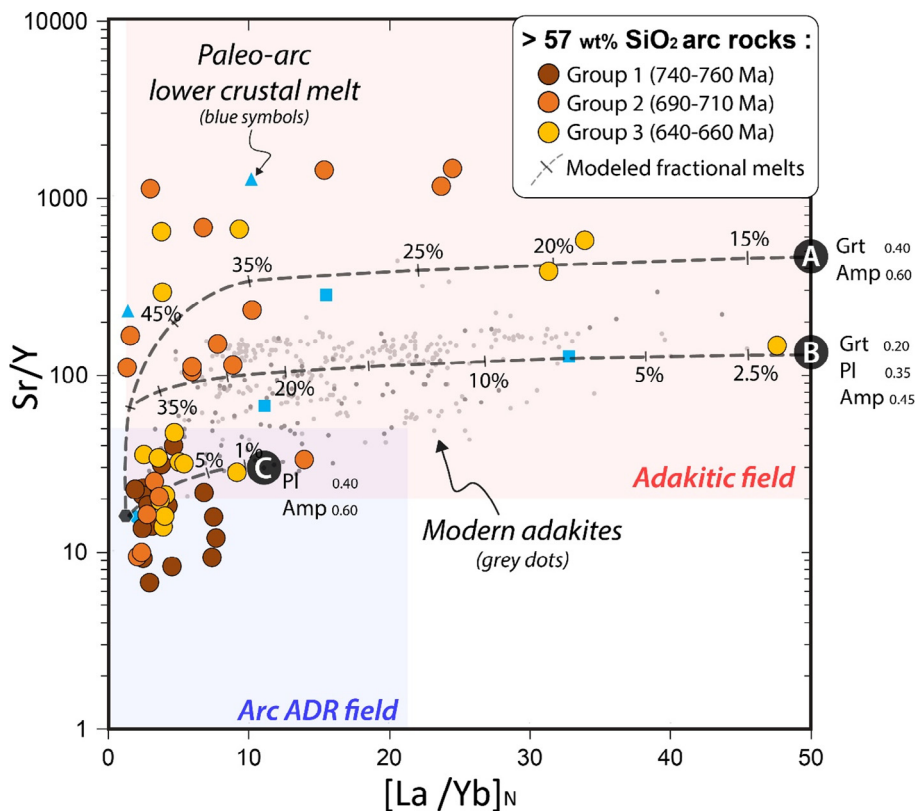 10000
1000
100
10
1
Sr/Y
> 57 wt% SiO2 arc rocks :
Group 1 (740-760 Ma)
Group 2 (690-710 Ma)
Group 3 (640-660 Ma)
Modeled fractional melts
Paleo-arc
lower crustal melt
(blue symbols)
45%
35%
25%
20%
15%
A
Grt 0.40
Amp 0.60
35%
20%
10%
5%
2.5%
B
Grt 0.20
Pl 0.35
Amp 0.45
5%
1%
C
Pl 0.40
Amp 0.60
Adakitic field
Modern adakites
(grey dots)
Arc ADR field
0
10
20
30
40
50
[La /Yb]N